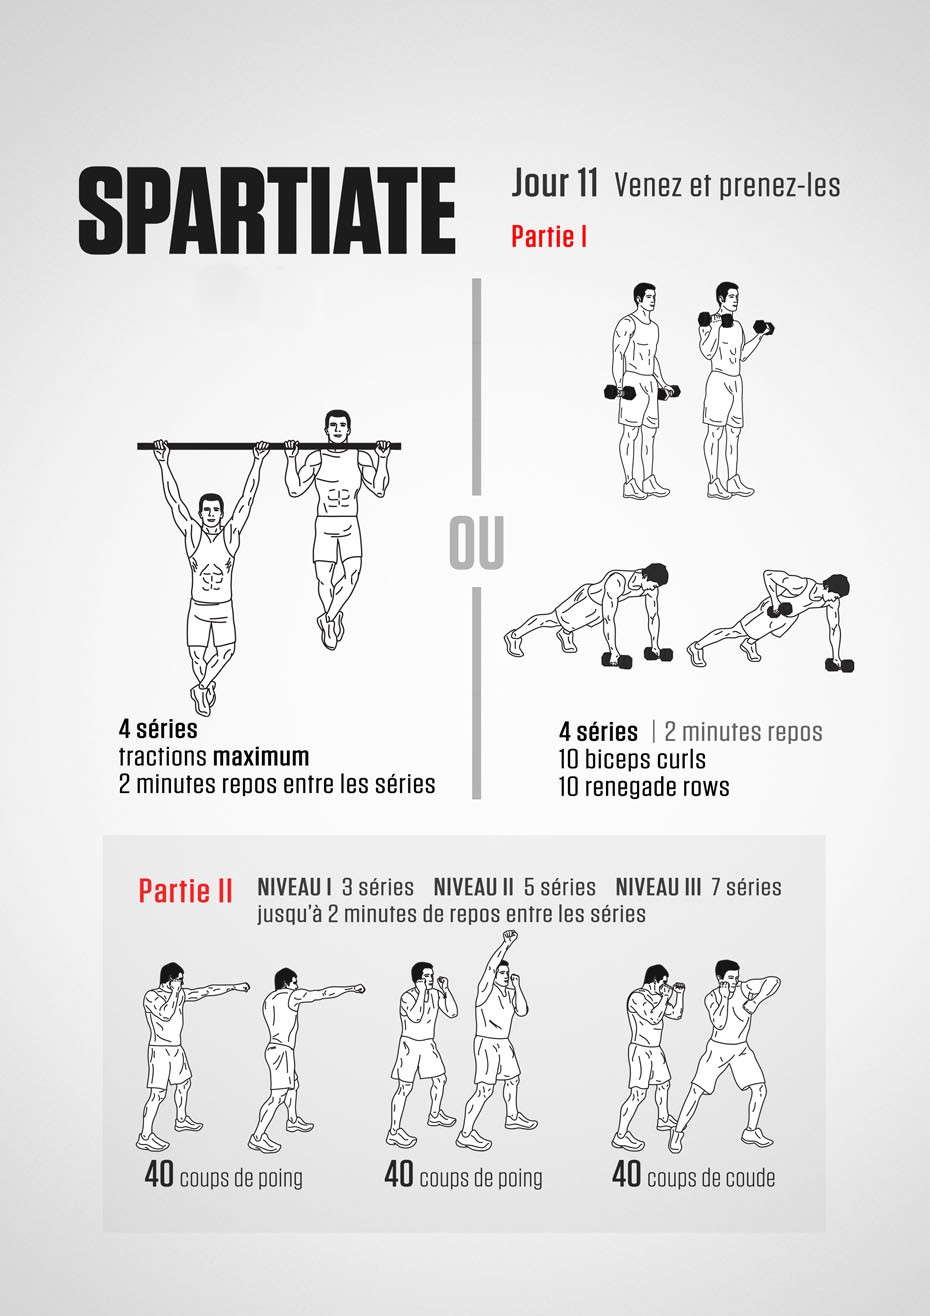 SPARTIATE
Jour 11 Venez et prenez-les
Partie I
4 séries
tractions maximum
2 minutes repos entre les séries
OU
4 séries | 2 minutes repos
10 biceps curls
10 renegade rows
Partie II
NIVEAU I 3 séries NIVEAU II 5 séries NIVEAU III 7 séries
jusqu'à 2 minutes de repos entre les séries
40 coups de poing
40 coups de poing
40 coups de coude